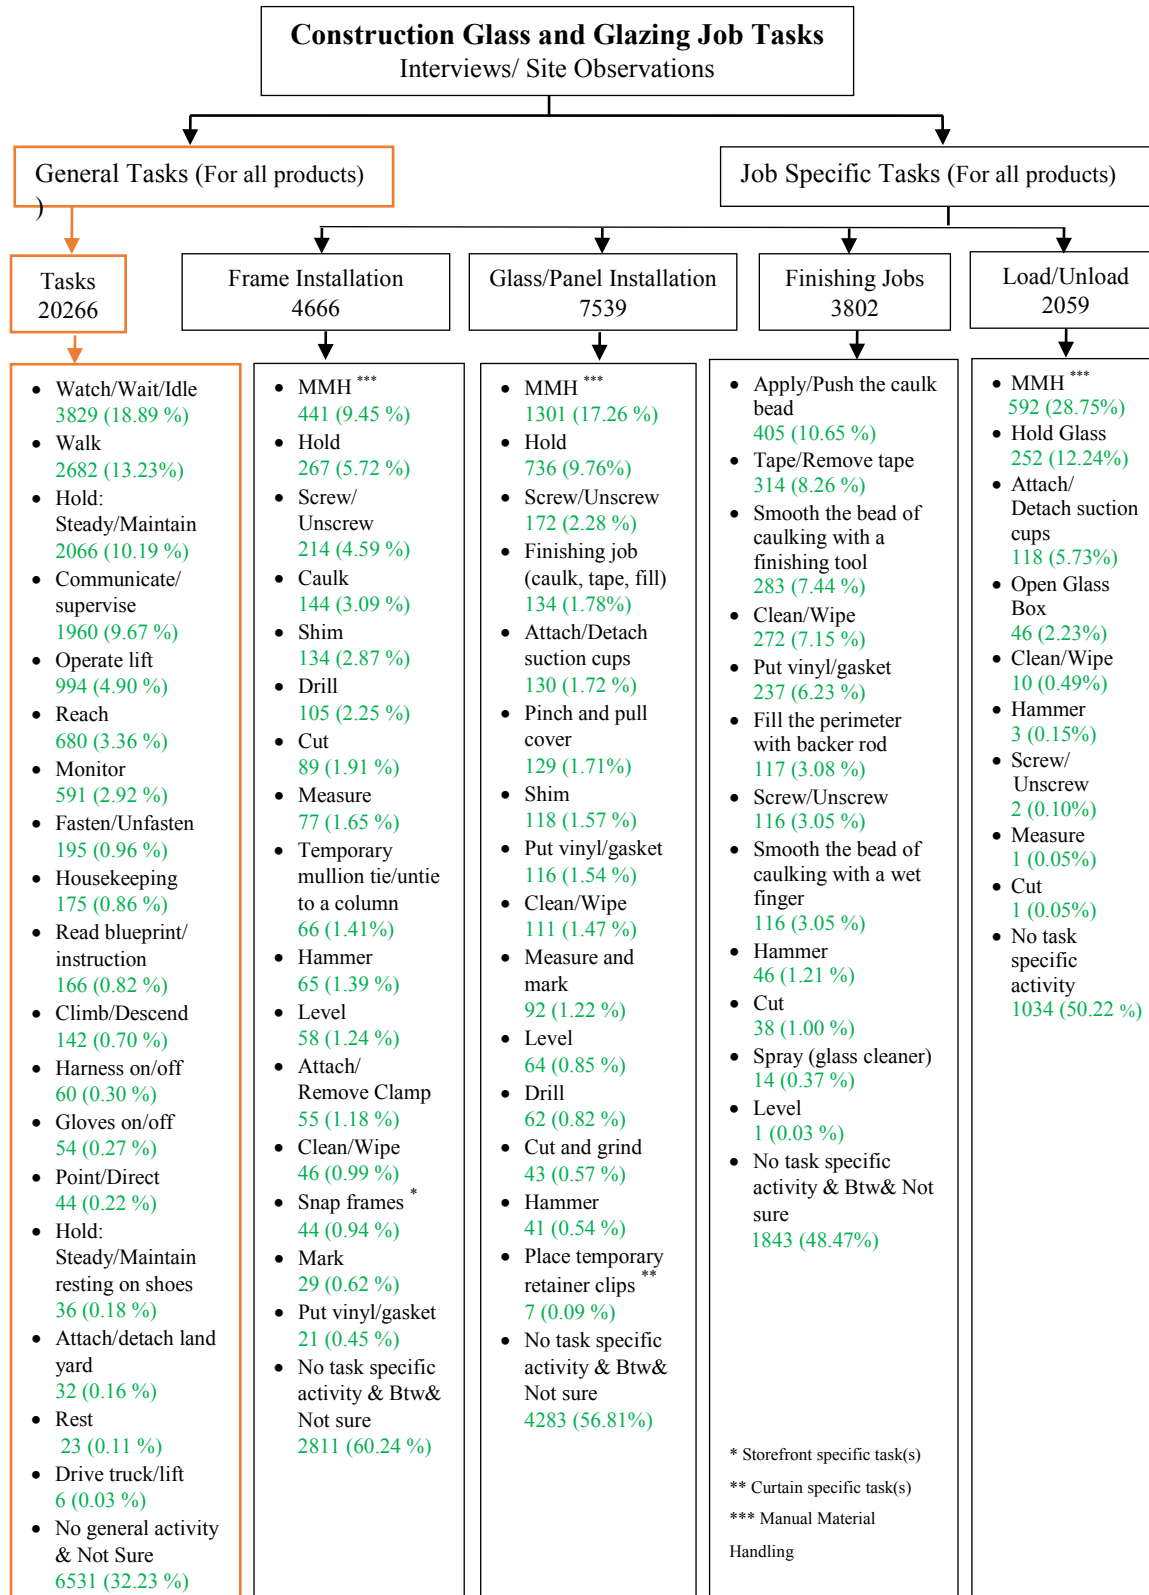 Construction Glass and Glazing Job Tasks
Interviews/ Site Observations
General Tasks (For all products)
)
Job Specific Tasks (For all products)
Tasks
20266
Frame Installation
4666
Glass/Panel Installation
7539
Finishing Jobs
3802
Load/Unload
2059
• Watch/Wait/Idle
3829 (18.89 %)
• Walk
2682 (13.23%)
• Hold:
Steady/Maintain
2066 (10.19 %)
• Communicate/
supervise
1960 (9.67 %)
• Operate lift
994 (4.90 %)
• Reach
680 (3.36 %)
• Monitor
591 (2.92 %)
• Fasten/Unfasten
195 (0.96 %)
• Housekeeping
175 (0.86 %)
• Read blueprint/
instruction
166 (0.82 %)
• Climb/Descend
142 (0.70 %)
• Harness on/off
60 (0.30 %)
• Gloves on/off
54 (0.27 %)
• Point/Direct
44 (0.22 %)
• Hold:
Steady/Maintain
resting on shoes
36 (0.18 %)
• Attach/detach land
yard
32 (0.16 %)
• Rest
23 (0.11 %)
• Drive truck/lift
6 (0.03 %)
• No general activity
& Not Sure
6531 (32.23 %)
• MMH ***
441 (9.45 %)
• Hold
267 (5.72 %)
• Screw/
Unscrew
214 (4.59 %)
• Caulk
144 (3.09 %)
• Shim
134 (2.87 %)
• Drill
105 (2.25 %)
• Cut
89 (1.91 %)
• Measure
77 (1.65 %)
• Temporary
mullion tie/untie
to a column
66 (1.41%)
• Hammer
65 (1.39 %)
• Level
58 (1.24 %)
• Attach/
Remove Clamp
55 (1.18 %)
• Clean/Wipe
46 (0.99 %)
• Snap frames *
44 (0.94 %)
• Mark
29 (0.62 %)
• Put vinyl/gasket
21 (0.45 %)
• No task specific
activity & Btw&
Not sure
2811 (60.24 %)
• MMH ***
1301 (17.26 %)
• Hold
736 (9.76%)
• Screw/Unscrew
172 (2.28 %)
• Finishing job
(caulk, tape, fill)
134 (1.78%)
• Attach/Detach
suction cups
130 (1.72 %)
• Pinch and pull
cover
129 (1.71%)
• Shim
118 (1.57 %)
• Put vinyl/gasket
116 (1.54 %)
• Clean/Wipe
111 (1.47 %)
• Measure and
mark
92 (1.22 %)
• Level
64 (0.85 %)
• Drill
62 (0.82 %)
• Cut and grind
43 (0.57 %)
• Hammer
41 (0.54 %)
• Place temporary
retainer clips **
7 (0.09 %)
• No task specific
activity & Btw&
Not sure
4283 (56.81%)
• Apply/Push the caulk
bead
405 (10.65 %)
• Tape/Remove tape
314 (8.26 %)
• Smooth the bead of
caulking with a
finishing tool
283 (7.44 %)
• Clean/Wipe
272 (7.15 %)
• Put vinyl/gasket
237 (6.23 %)
• Fill the perimeter
with backer rod
117 (3.08 %)
• Screw/Unscrew
116 (3.05 %)
• Smooth the bead of
caulking with a wet
finger
116 (3.05 %)
• Hammer
46 (1.21 %)
• Cut
38 (1.00 %)
• Spray (glass cleaner)
14 (0.37 %)
• Level
1 (0.03 %)
• No task specific
activity & Btw& Not
sure
1843 (48.47%)
* Storefront specific task(s)
** Curtain specific task(s)
*** Manual Material
Handling
• MMH ***
592 (28.75%)
• Hold Glass
252 (12.24%)
• Attach/
Detach suction
cups
118 (5.73%)
• Open Glass
Box
46 (2.23%)
• Clean/Wipe
10 (0.49%)
• Hammer
3 (0.15%)
• Screw/
Unscrew
2 (0.10%)
• Measure
1 (0.05%)
• Cut
1 (0.05%)
• No task
specific
activity
1034 (50.22 %)